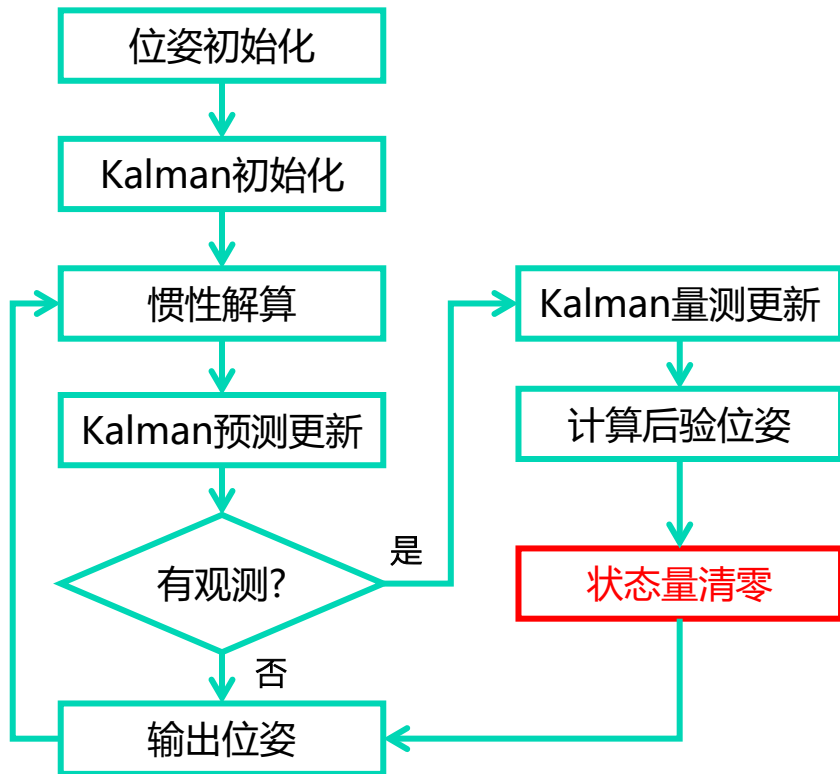 位姿初始化
Kalman初始化
惯性解算
Kalman预测更新
有观测?
是
否
输出位姿
Kalman量测更新
计算后验位姿
状态量清零